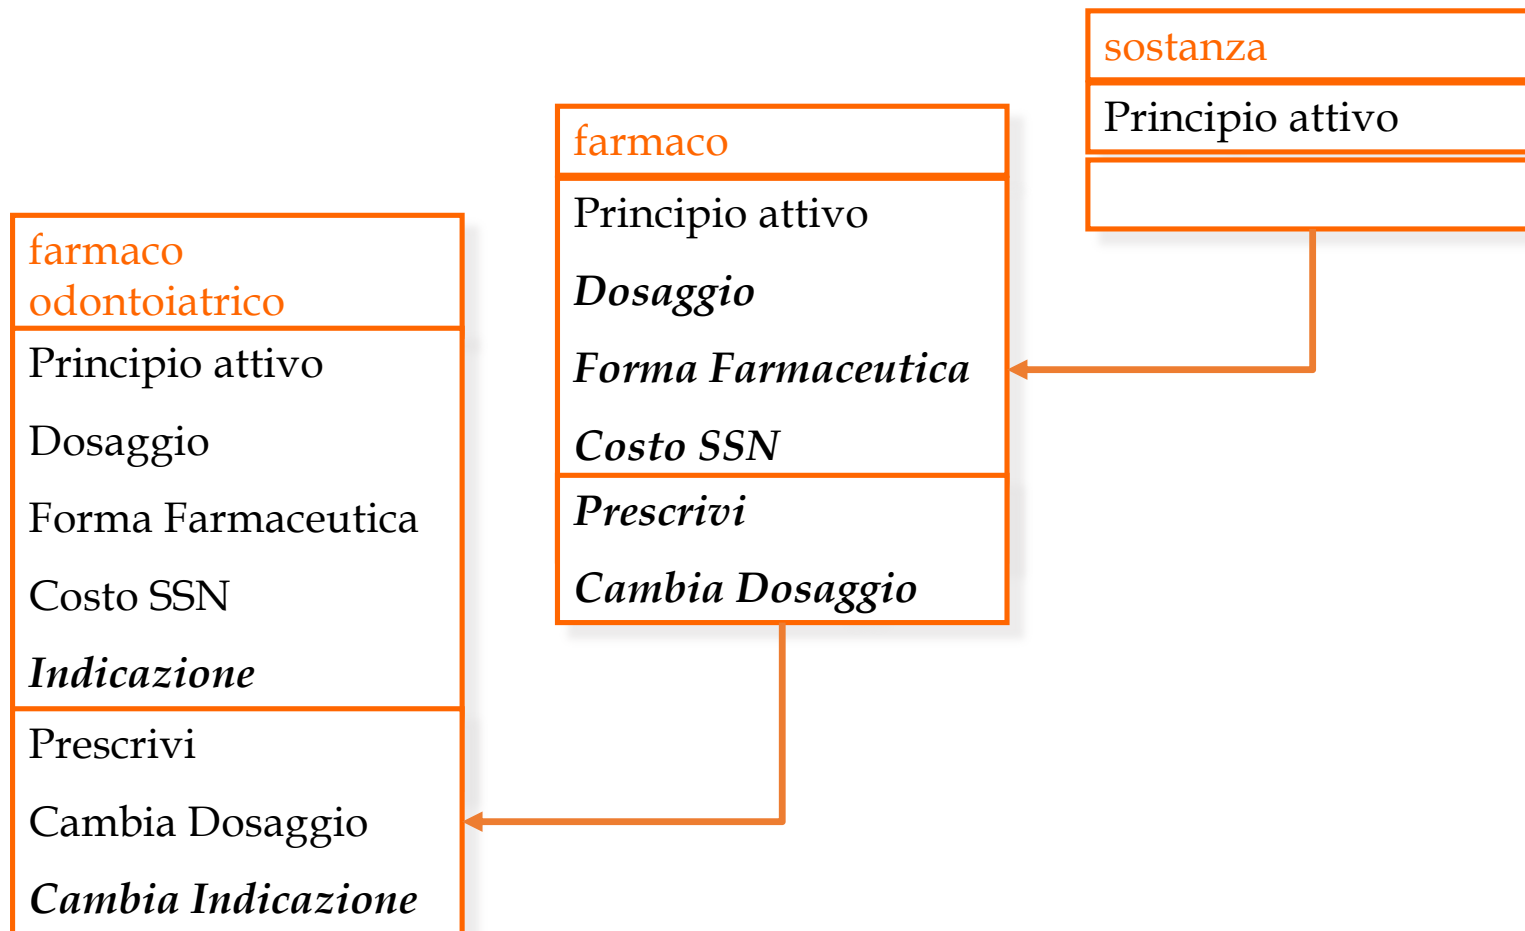 sostanza
Principio attivo
farmaco
Principio attivo
Dosaggio
Forma Farmaceutica
Costo SSN
Prescrivi
Cambia Dosaggio
farmaco
odontoiatrico
Principio attivo
Dosaggio
Forma Farmaceutica
Costo SSN
Indicazione
Prescrivi
Cambia Dosaggio
Cambia Indicazione